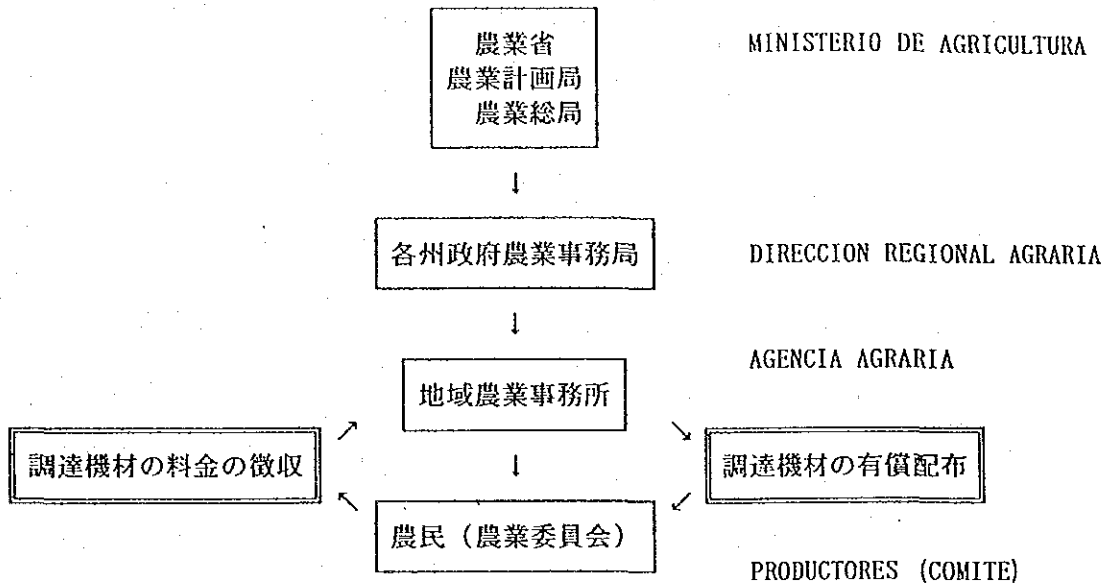 農業省
農業計画局
農業総局
MINISTERIO DE AGRICULTURA
↓
各州政府農業事務局
DIRECCION REGIONAL AGRARIA
↓
AGENCIA AGRARIA
地域農業事務所
↗ ↘
調達機材の料金の徴収
↓
調達機材の有償配布
↖ ↙
農民（農業委員会）
PRODUCTORES (COMITE)